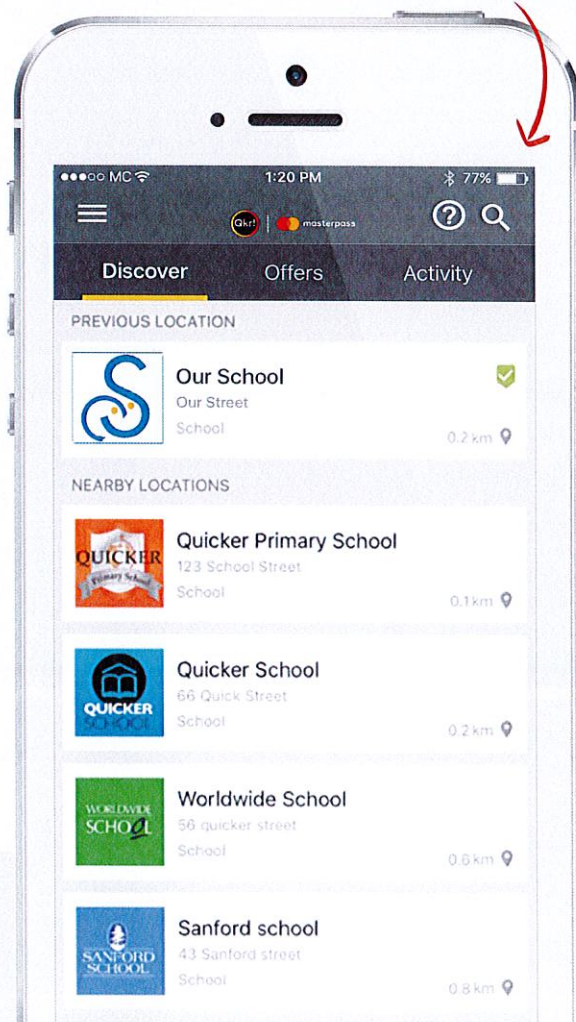 MC 1:20 PM 77%
Qkr! masterpass ?
Discover Offers Activity
PREVIOUS LOCATION
Our School
Our Street
School
0.2 km
NEARBY LOCATIONS
QUICKER
Primary School
Quicker Primary School
123 School Street
School
0.1 km
QUICKER
SCHOOL
Quicker School
66 Quick Street
School
0.2 km
WORLDWIDE
SCHOOL
Worldwide School
56 quicker street
School
0.6 km
SANFORD
SCHOOL
Sanford school
43 Sanford street
School
0.8 km